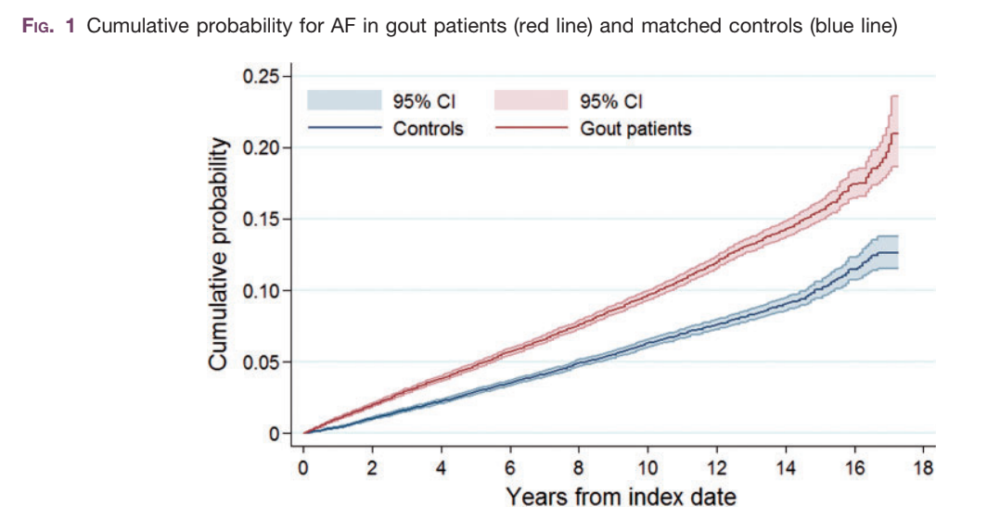 FIG. 1 Cumulative probability for AF in gout patients (red line) and matched controls (blue line)
0.25
95% CI 95% CI
Controls Gout patients
0.20
0.15
0.10
0.05
0
Cumulative probability
0 2 4 6 8 10 12 14 16 18
Years from index date